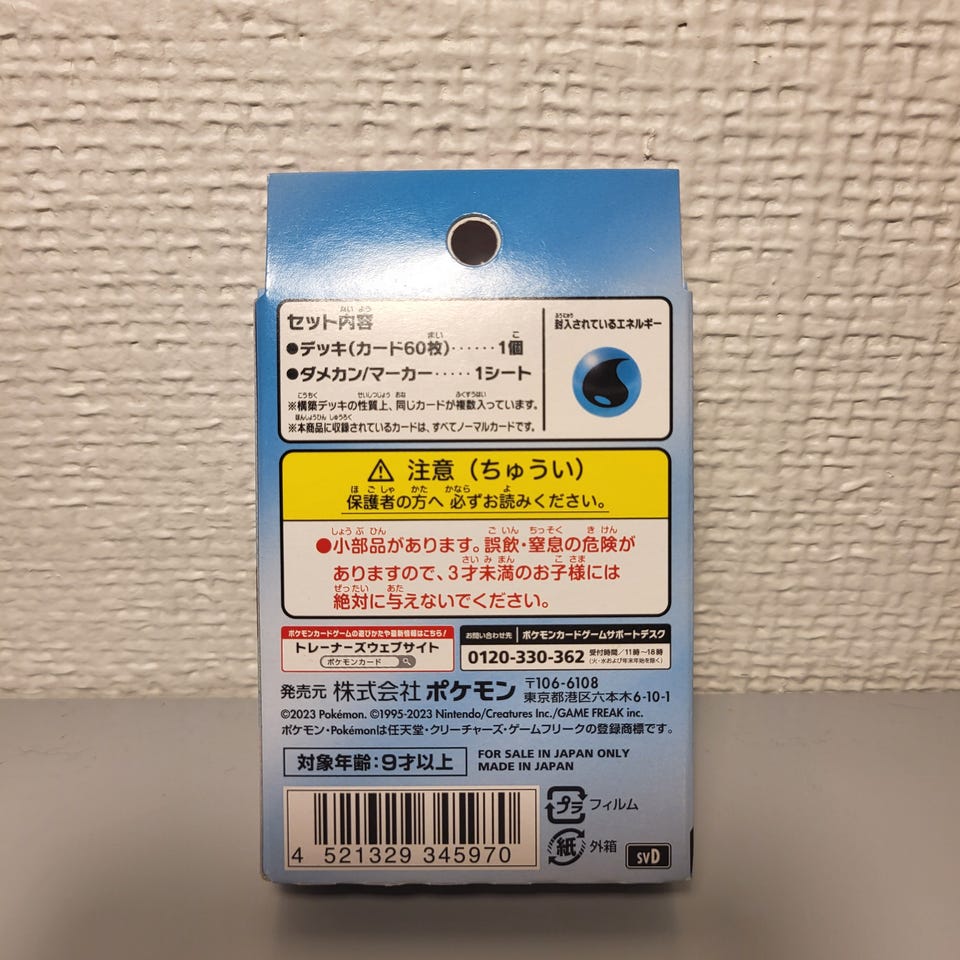 セット内容
●デッキ(カード60枚)‥‥‥1個
●ダメカン/マーカー‥‥‥1シート
※構築デッキの性質上、同じカードが複数入っています。
※本商品に収録されているカードは、すべてノーマルカードです。
封入されているエネルギー
⚠ 注意（ちゅうい）
保護者の方へ 必ずお読みください。
●小部品があります。誤飲・窒息の危険が
ありますので、3才未満のお子様には
絶対に与えないでください。
ポケモンカードゲームの遊びかたや最新情報はこちら!
トレーナーズウェブサイト
ポケモンカード
お問い合わせ先 ポケモンカードゲームサポートデスク
0120-330-362 受付時間/11時~18時
(火・水および年末年始を除く)
発売元 株式会社ポケモン 〒106-6108
東京都港区六本木6-10-1
©2023 Pokémon. ©1995-2023 Nintendo/Creatures Inc./GAME FREAK inc.
ポケモン・Pokémonは任天堂・クリーチャーズ・ゲームフリークの登録商標です。
対象年齢:9才以上
FOR SALE IN JAPAN ONLY
MADE IN JAPAN
プラ フィルム
紙 外箱
svD
4 521329 345970